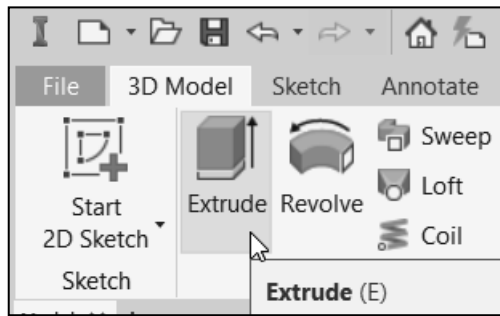 File 3D Model Sketch Annotate
Start
2D Sketch
Extrude Revolve
Sweep
Loft
Coil
Sketch
Extrude (E)